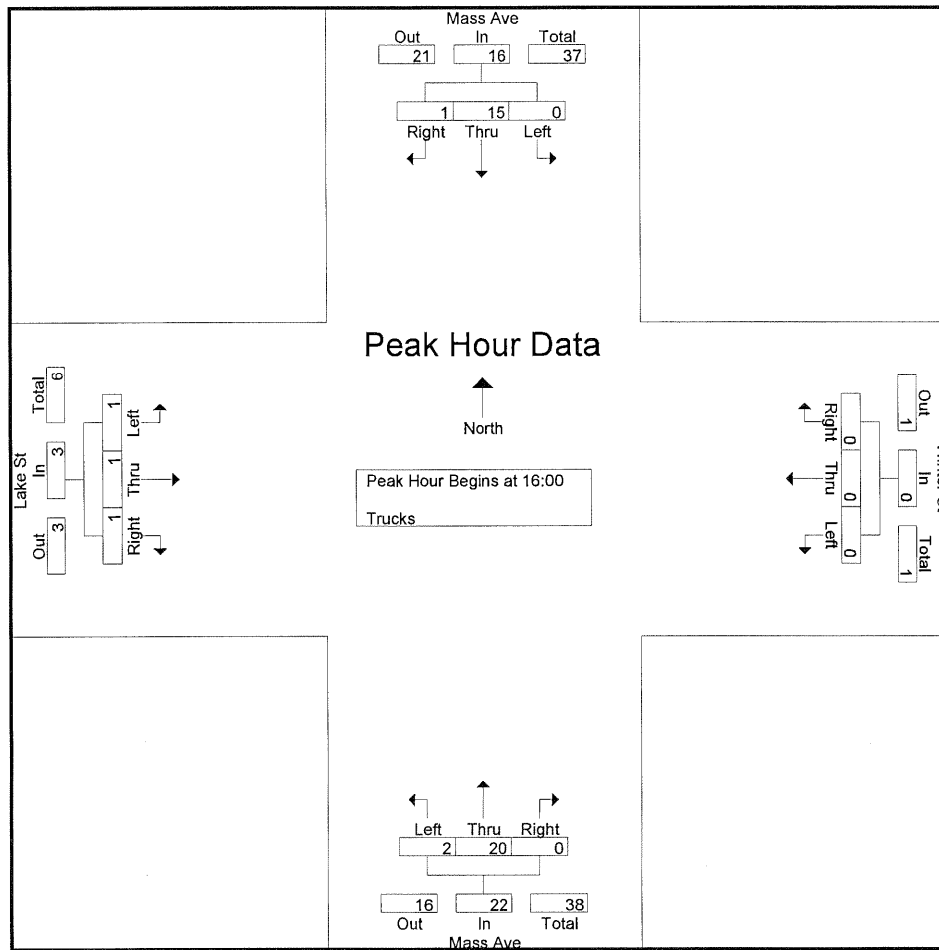 Mass Ave
Out In Total
21 16 37
1 15 0
Right Thru Left
Peak Hour Data
North
Peak Hour Begins at 16:00
Trucks
Lake St
Out In Total
3 3 6
1 1 1
Left Thru Right
Out In Total
1 0 1
0 0 0
Right Thru Left
Left Thru Right
2 20 0
16 22 38
Out In Total
Mass Ave